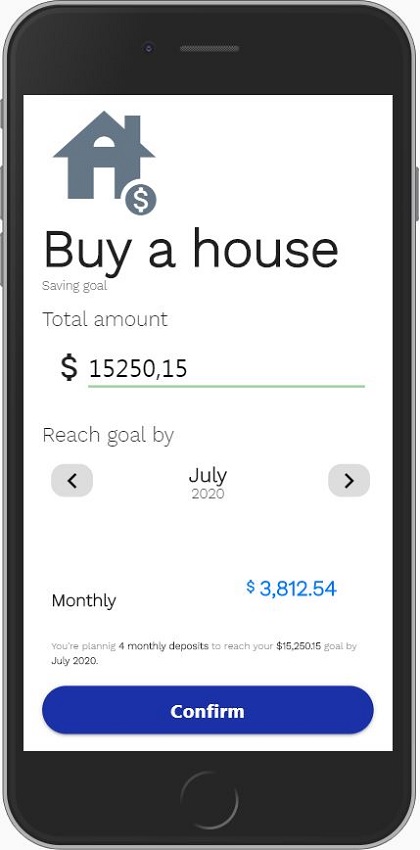 $
Buy a house
Saving goal
Total amount
$ 15250,15
Reach goal by
July
2020
$ 3,812.54
Monthly
You're plannig 4 monthly deposits to reach your $15,250.15 goal by
July 2020.
Confirm